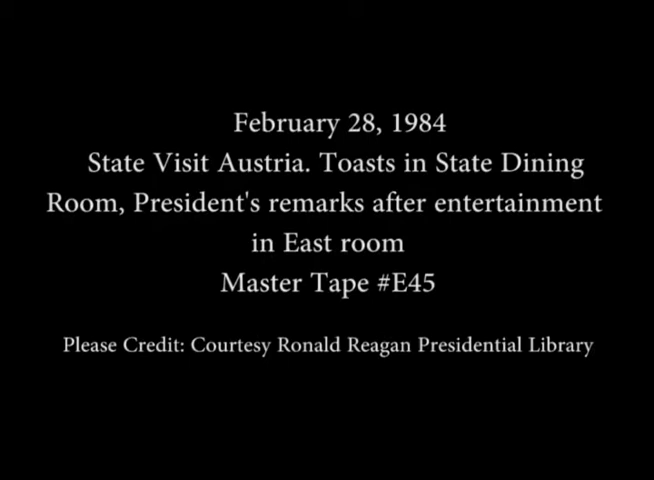 February 28, 1984
State Visit Austria. Toasts in State Dining
Room, President's remarks after entertainment
in East room
Master Tape #E45
Please Credit: Courtesy Ronald Reagan Presidential Library